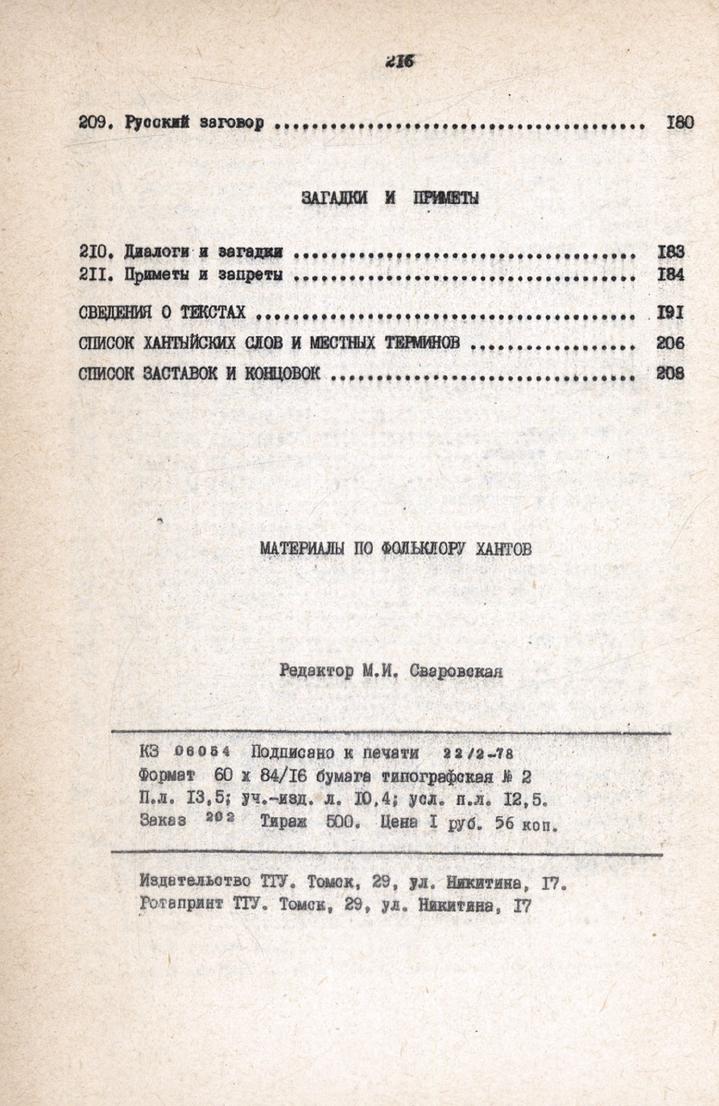 216
209. Русский заговор ........................................ 180
ЗАГАДКИ И ПРИМЕТЫ
210. Диалоги и загадки ..................................... 183
211. Приметы и запреты ..................................... 184
СВЕДЕНИЯ О ТЕКСТАХ ......................................... 191
СПИСОК ХАНТЫЙСКИХ СЛОВ И МЕСТНЫХ ТЕРМИНОВ .................. 206
СПИСОК ЗАСТАВОК И КОНЦОВОК ................................. 208
МАТЕРИАЛЫ ПО ФОЛЬКЛОРУ ХАНТОВ
Редактор М.И. Сваровская
КЗ 06054 Подписано к печати 22/2-78
Формат 60 х 84/16 бумага типографская № 2
П.л. 13,5; уч.-изд. л. 10,4; усл. п.л. 12,5.
Заказ 202 Тираж 500. Цена 1 руб. 56 коп.
Издательство ТГУ. Томск, 29, ул. Никитина, 17.
Ротапринт ТГУ. Томск, 29, ул. Никитина, 17